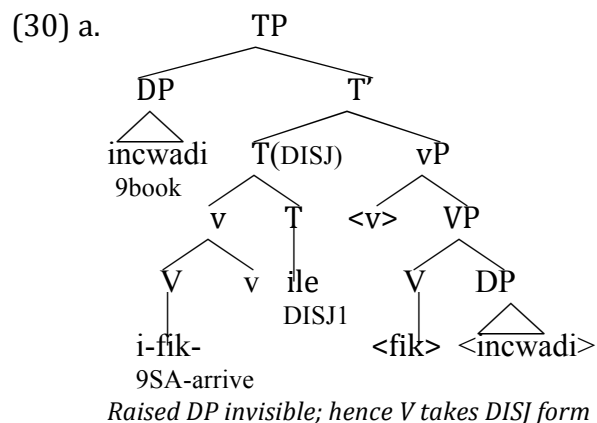 (30) a. TP
DP T’
incwadi T(DISJ) vP
9book
v T <v> VP
V v ile V DP
DISJ1
i-fik- <fik> <incwadi>
9SA-arrive
Raised DP invisible; hence V takes DISJ form